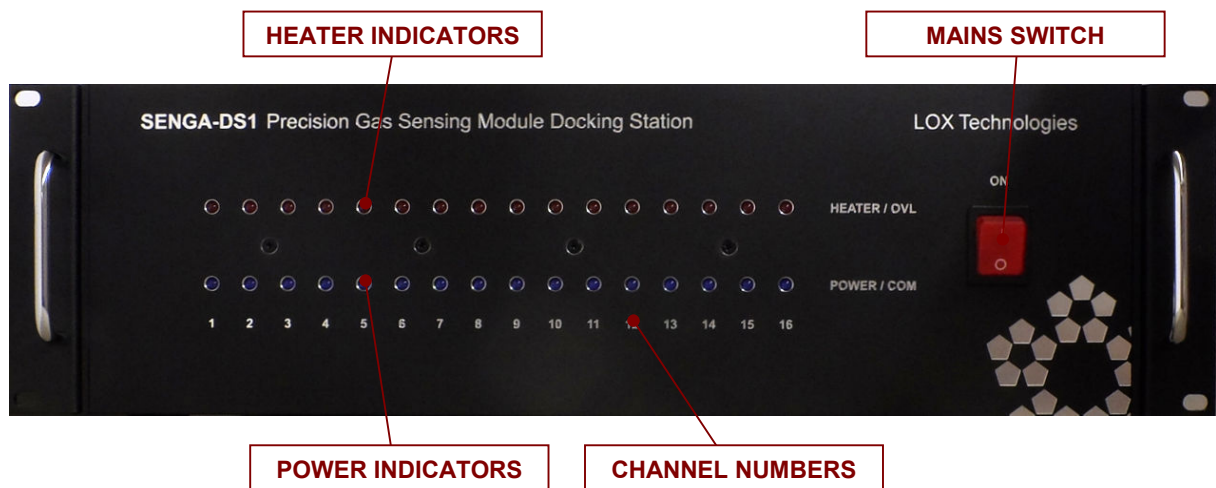 HEATER INDICATORS
MAINS SWITCH
SENGA-DS1 Precision Gas Sensing Module Docking Station
LOX Technologies
ON
HEATER / OVL
POWER / COM
1 2 3 4 5 6 7 8 9 10 11 12 13 14 15 16
POWER INDICATORS
CHANNEL NUMBERS